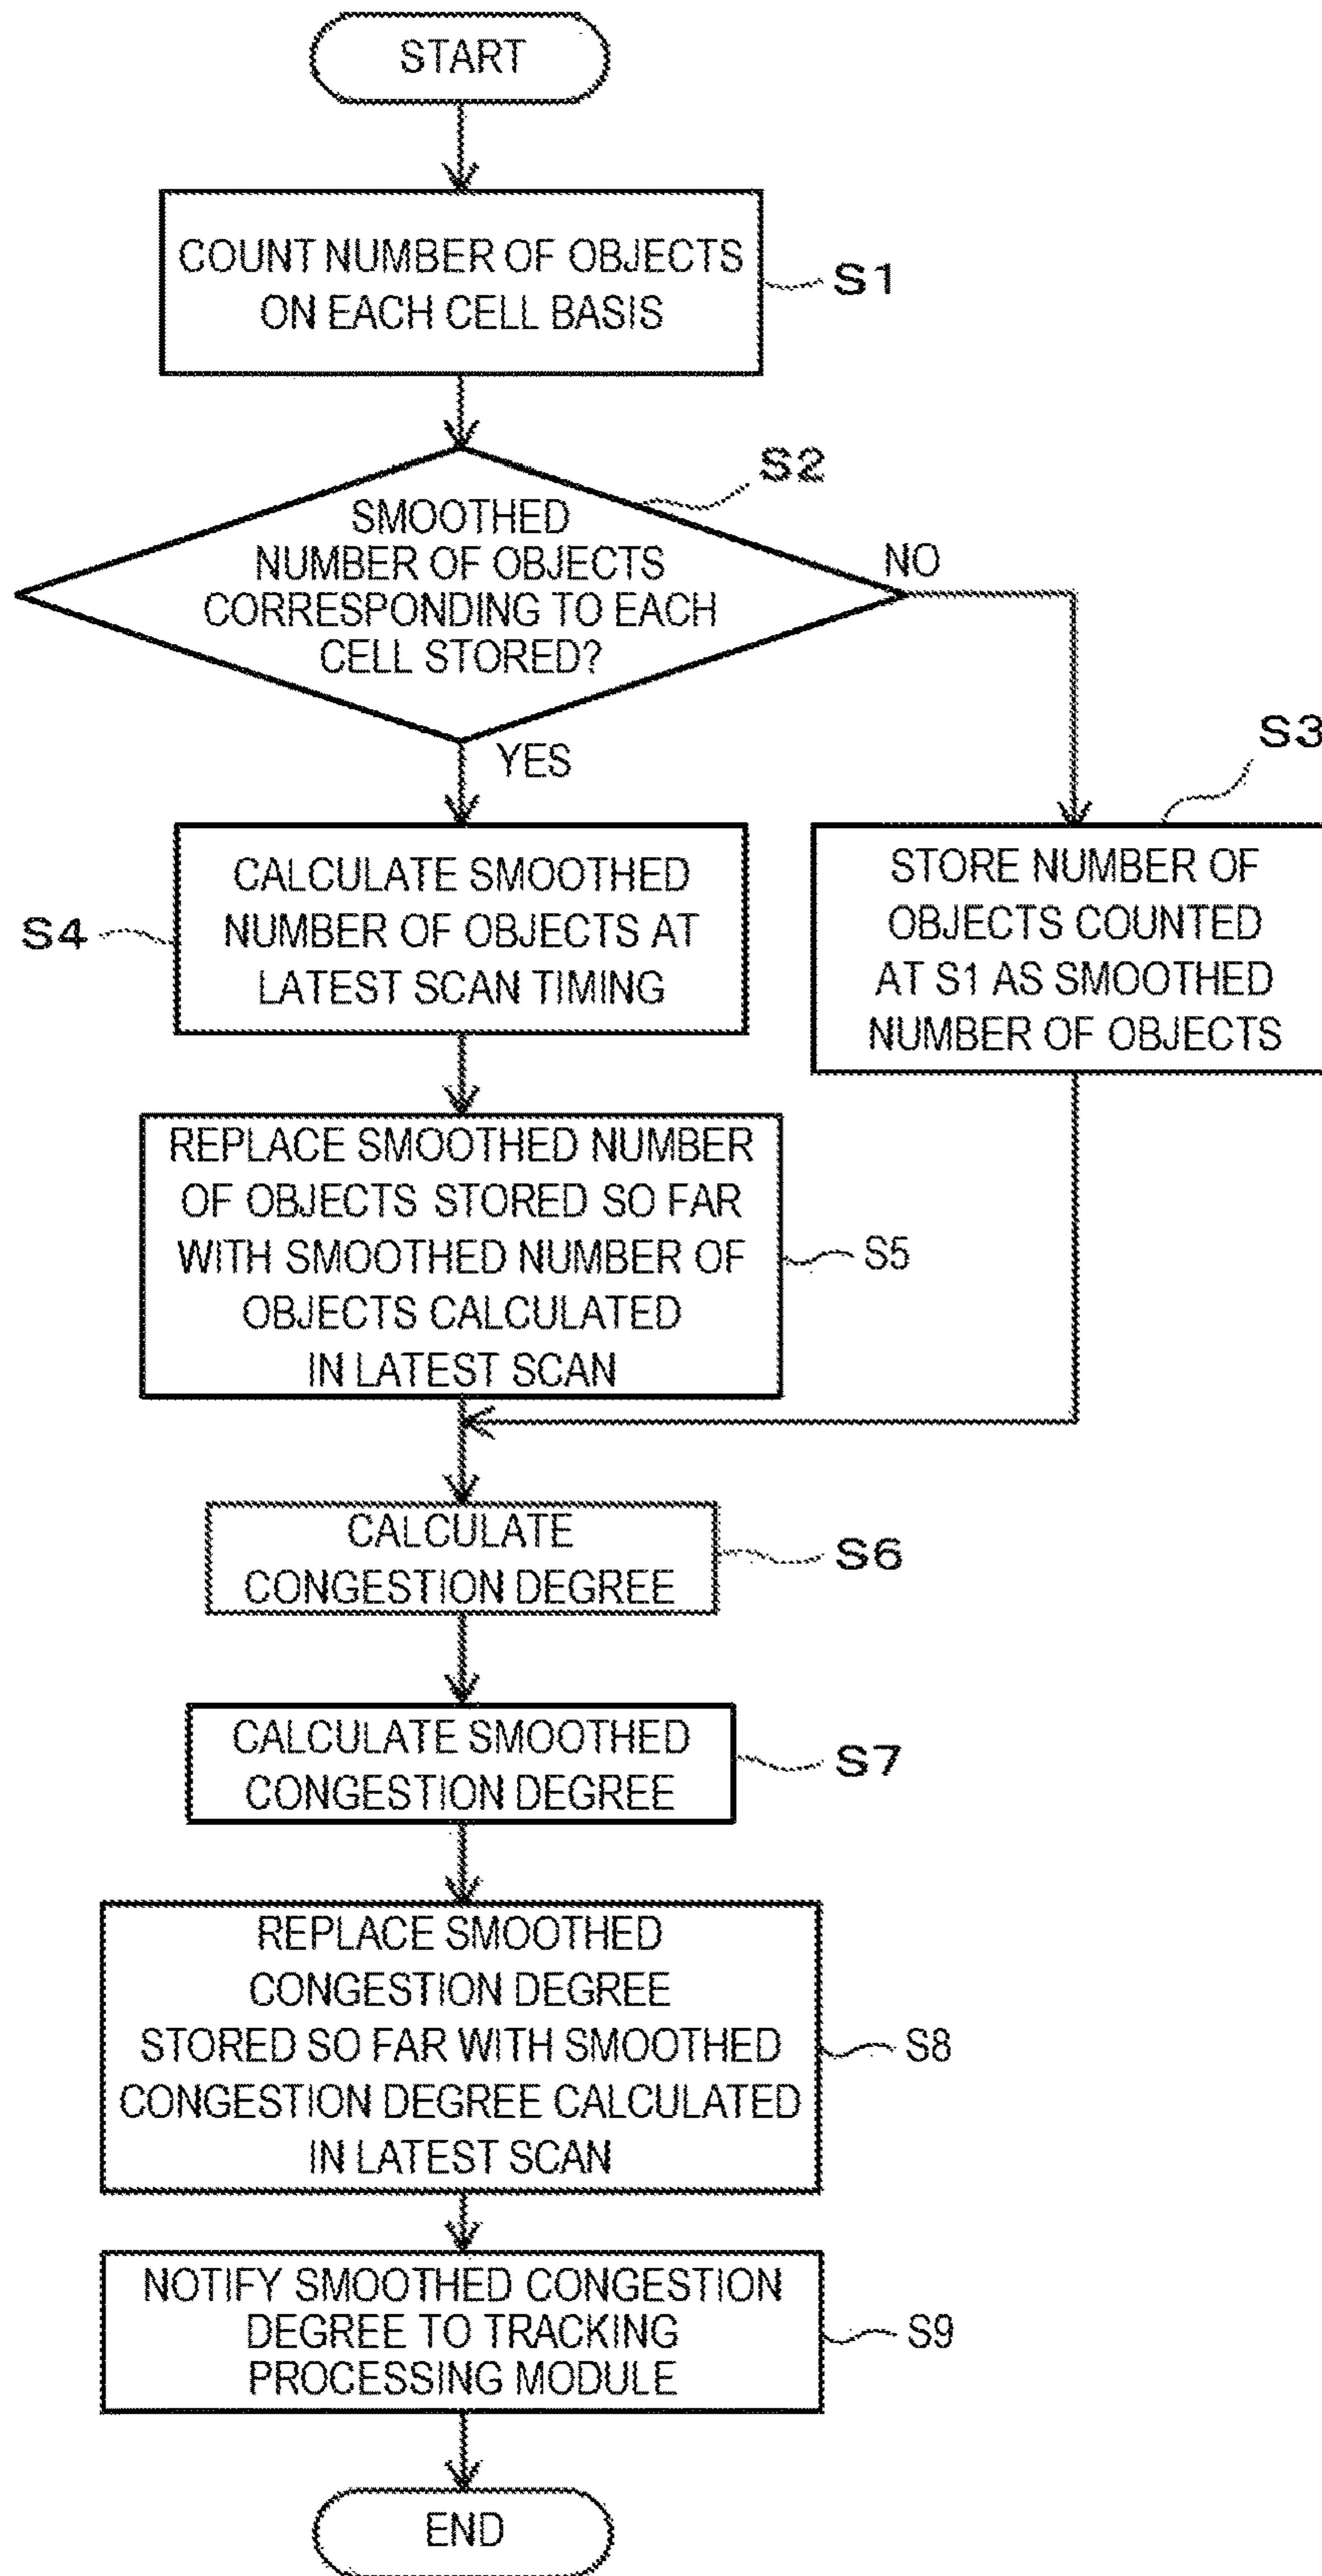 START
COUNT NUMBER OF OBJECTS
ON EACH CELL BASIS
S1
S2
SMOOTHED
NUMBER OF OBJECTS
CORRESPONDING TO EACH
CELL STORED?
NO
YES
S3
STORE NUMBER OF
OBJECTS COUNTED
AT S1 AS SMOOTHED
NUMBER OF OBJECTS
S4
CALCULATE SMOOTHED
NUMBER OF OBJECTS AT
LATEST SCAN TIMING
REPLACE SMOOTHED NUMBER
OF OBJECTS STORED SO FAR
WITH SMOOTHED NUMBER OF
OBJECTS CALCULATED
IN LATEST SCAN
S5
CALCULATE
CONGESTION DEGREE
S6
CALCULATE SMOOTHED
CONGESTION DEGREE
S7
REPLACE SMOOTHED
CONGESTION DEGREE
STORED SO FAR WITH SMOOTHED
CONGESTION DEGREE CALCULATED
IN LATEST SCAN
S8
NOTIFY SMOOTHED CONGESTION
DEGREE TO TRACKING
PROCESSING MODULE
S9
END